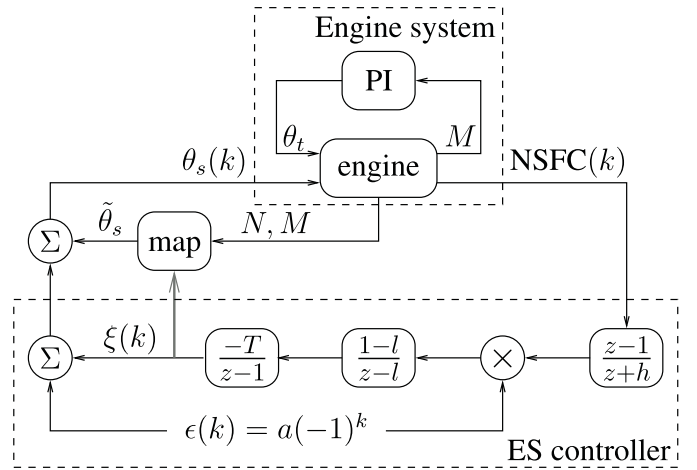 Engine system
PI
θ_t
M
engine
θ_s(k)
NSFC(k)
θ̃_s
N, M
Σ
map
Σ
ξ(k)
−T
z−1
1−l
z−l
×
z−1
z+h
ϵ(k) = a(−1)^k
ES controller